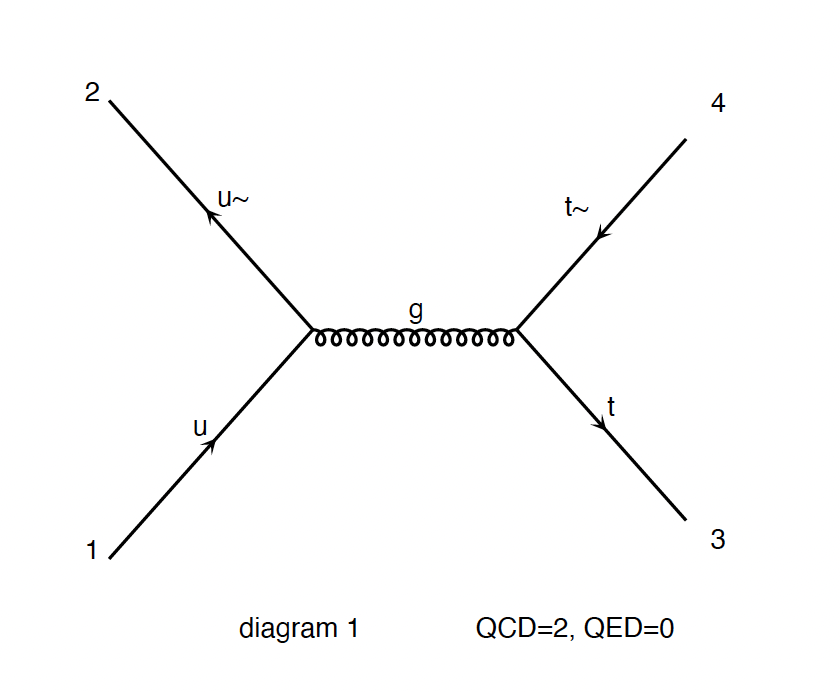 2
4
u~
t~
g
u
t
1
3
diagram 1
QCD=2, QED=0